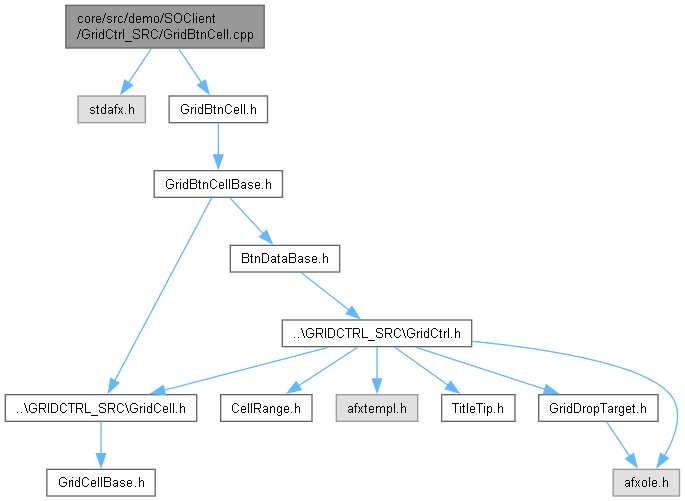 core/src/demo/SOClient
/GridCtrl_SRC/GridBtnCell.cpp
stdafx.h
GridBtnCell.h
GridBtnCellBase.h
BtnDataBase.h
..\GRIDCTRL_SRC\GridCtrl.h
..\GRIDCTRL_SRC\GridCell.h
CellRange.h
afxtempl.h
TitleTip.h
GridDropTarget.h
GridCellBase.h
afxole.h